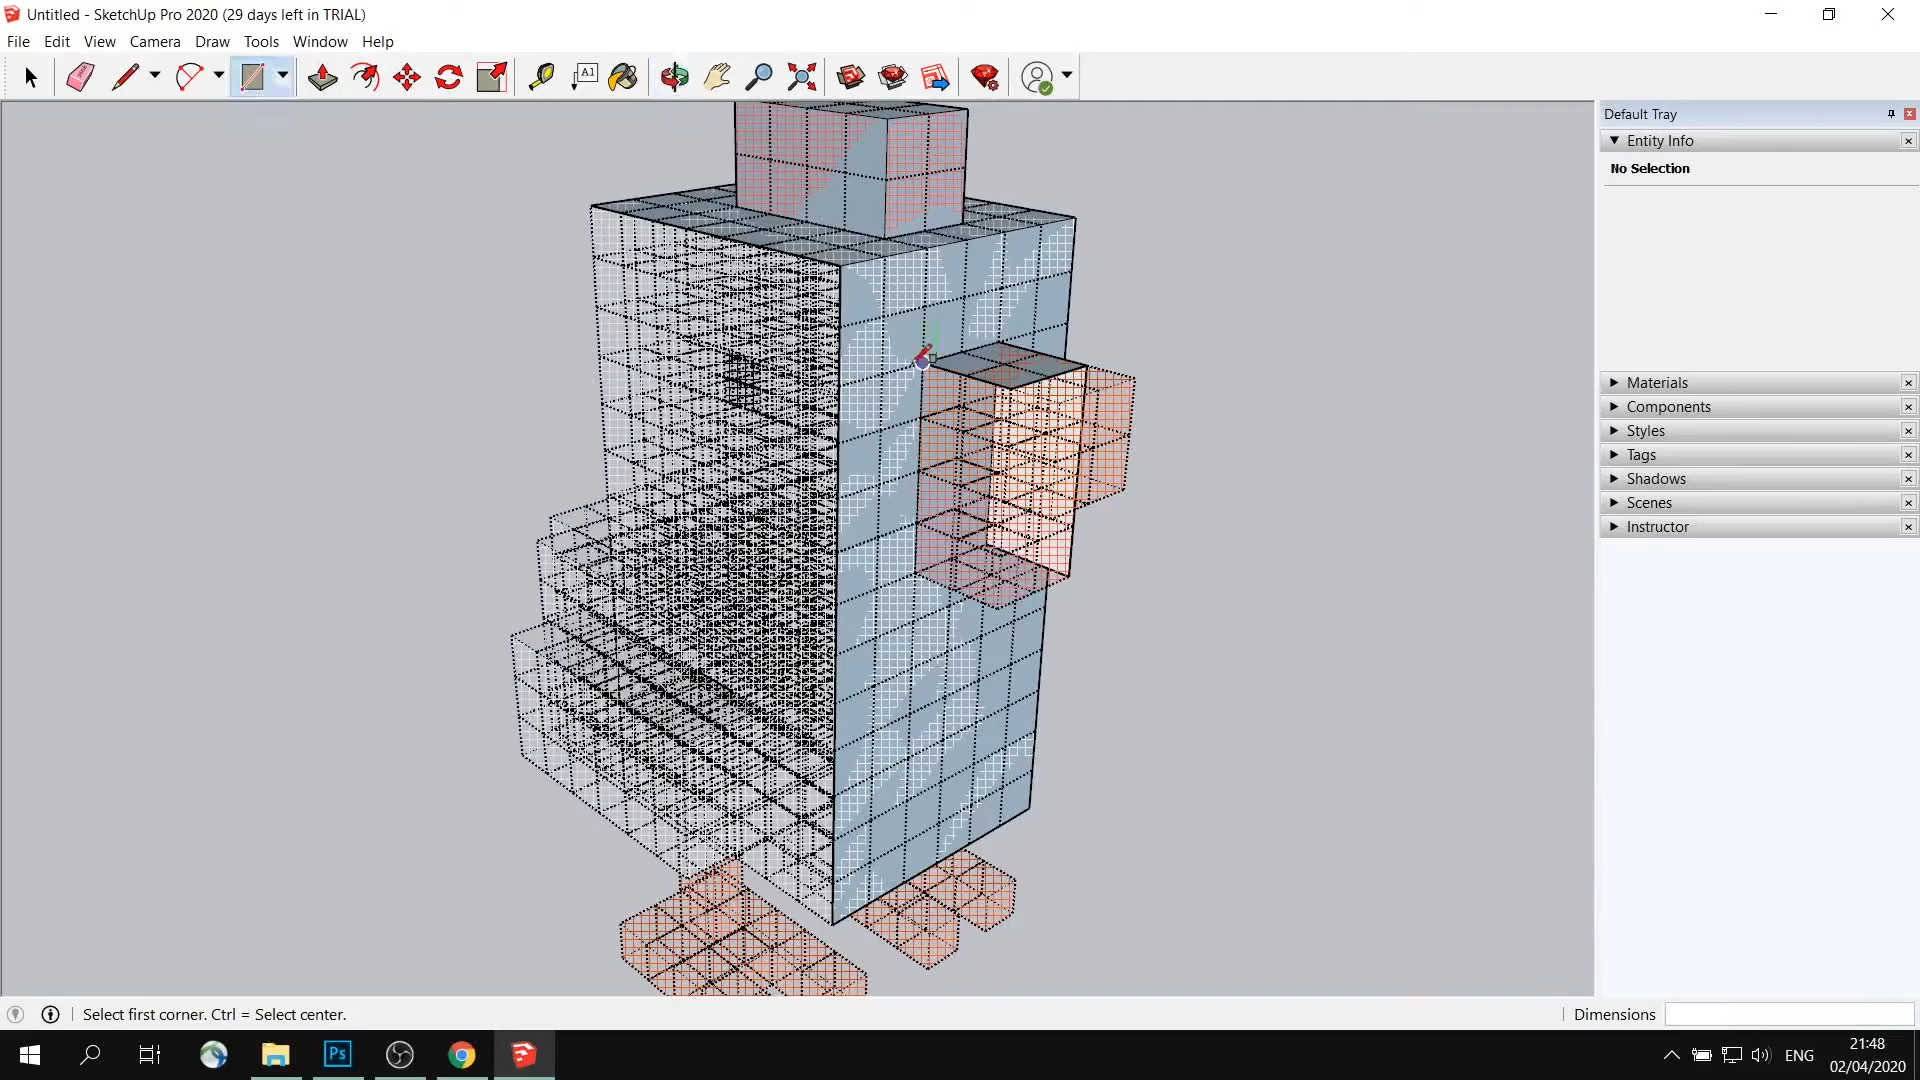 Untitled - SketchUp Pro 2020 (29 days left in TRIAL)
File Edit View Camera Draw Tools Window Help
A1
Default Tray
Entity Info
No Selection
Materials
Components
Styles
Tags
Shadows
Scenes
Instructor
Select first corner. Ctrl = Select center.
Dimensions
Ps
ENG
21:48
02/04/2020